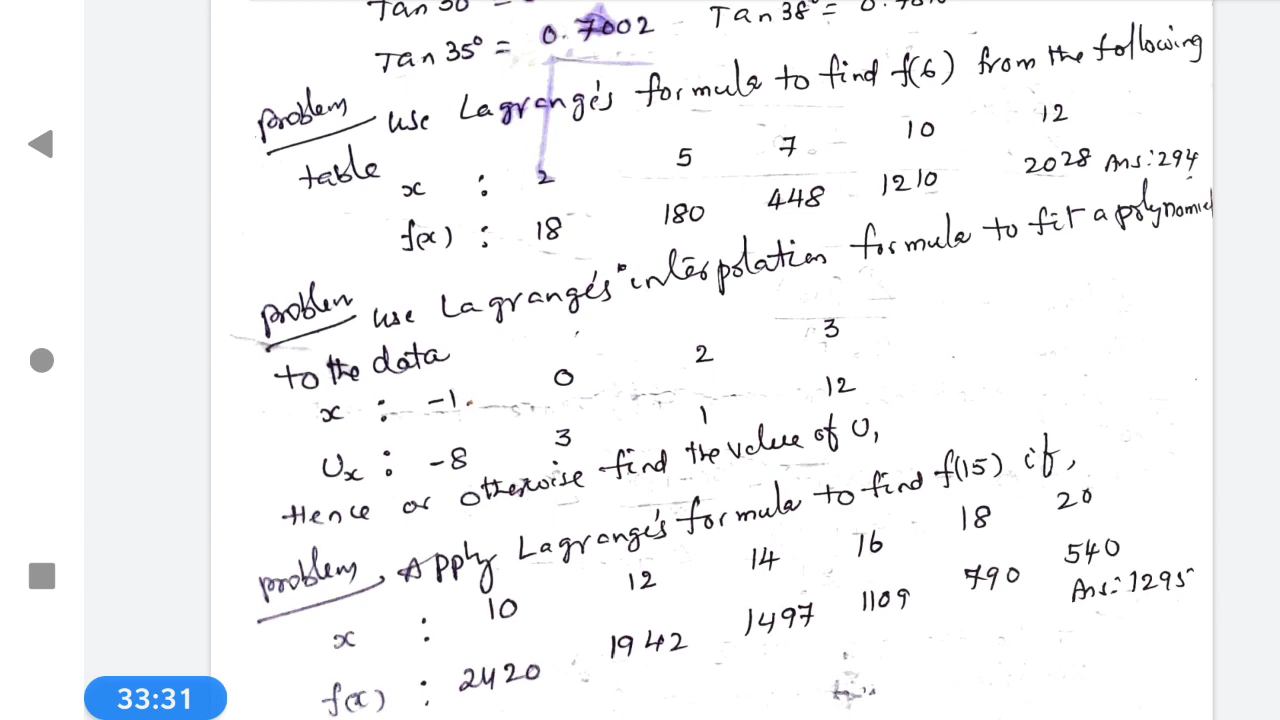 Tan 35° = 0.7002 Tan 38° =
Problem Use Lagrange's formula to find f(6) from the following
table
x : 2 5 7 10 12
f(x) : 18 180 448 1210 2028 Ans: 294
Problem Use Lagrange's interpolation formula to fit a polynomial
to the data
x : -1 0 2 3
Ux : -8 3 1 12
Hence or otherwise find the value of U,
Problem, Apply Lagrange's formula to find f(15) if,
x : 10 12 14 16 18 20
f(x) : 2420 1942 1497 1109 790 540
Ans: 1295
33:31